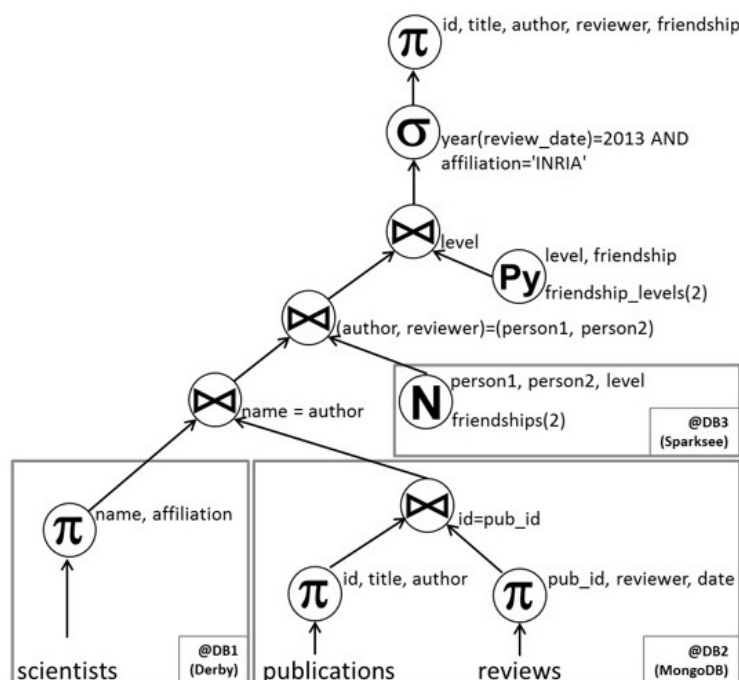 π id, title, author, reviewer, friendship
σ year(review_date)=2013 AND
affiliation='INRIA'
⋈ level
Py level, friendship
friendship_levels(2)
⋈ (author, reviewer)=(person1, person2)
N person1, person2, level
friendships(2)
@DB3
(Sparksee)
⋈ name = author
π name, affiliation
⋈ id=pub_id
π id, title, author
π pub_id, reviewer, date
scientists
@DB1
(Derby)
publications
reviews
@DB2
(MongoDB)